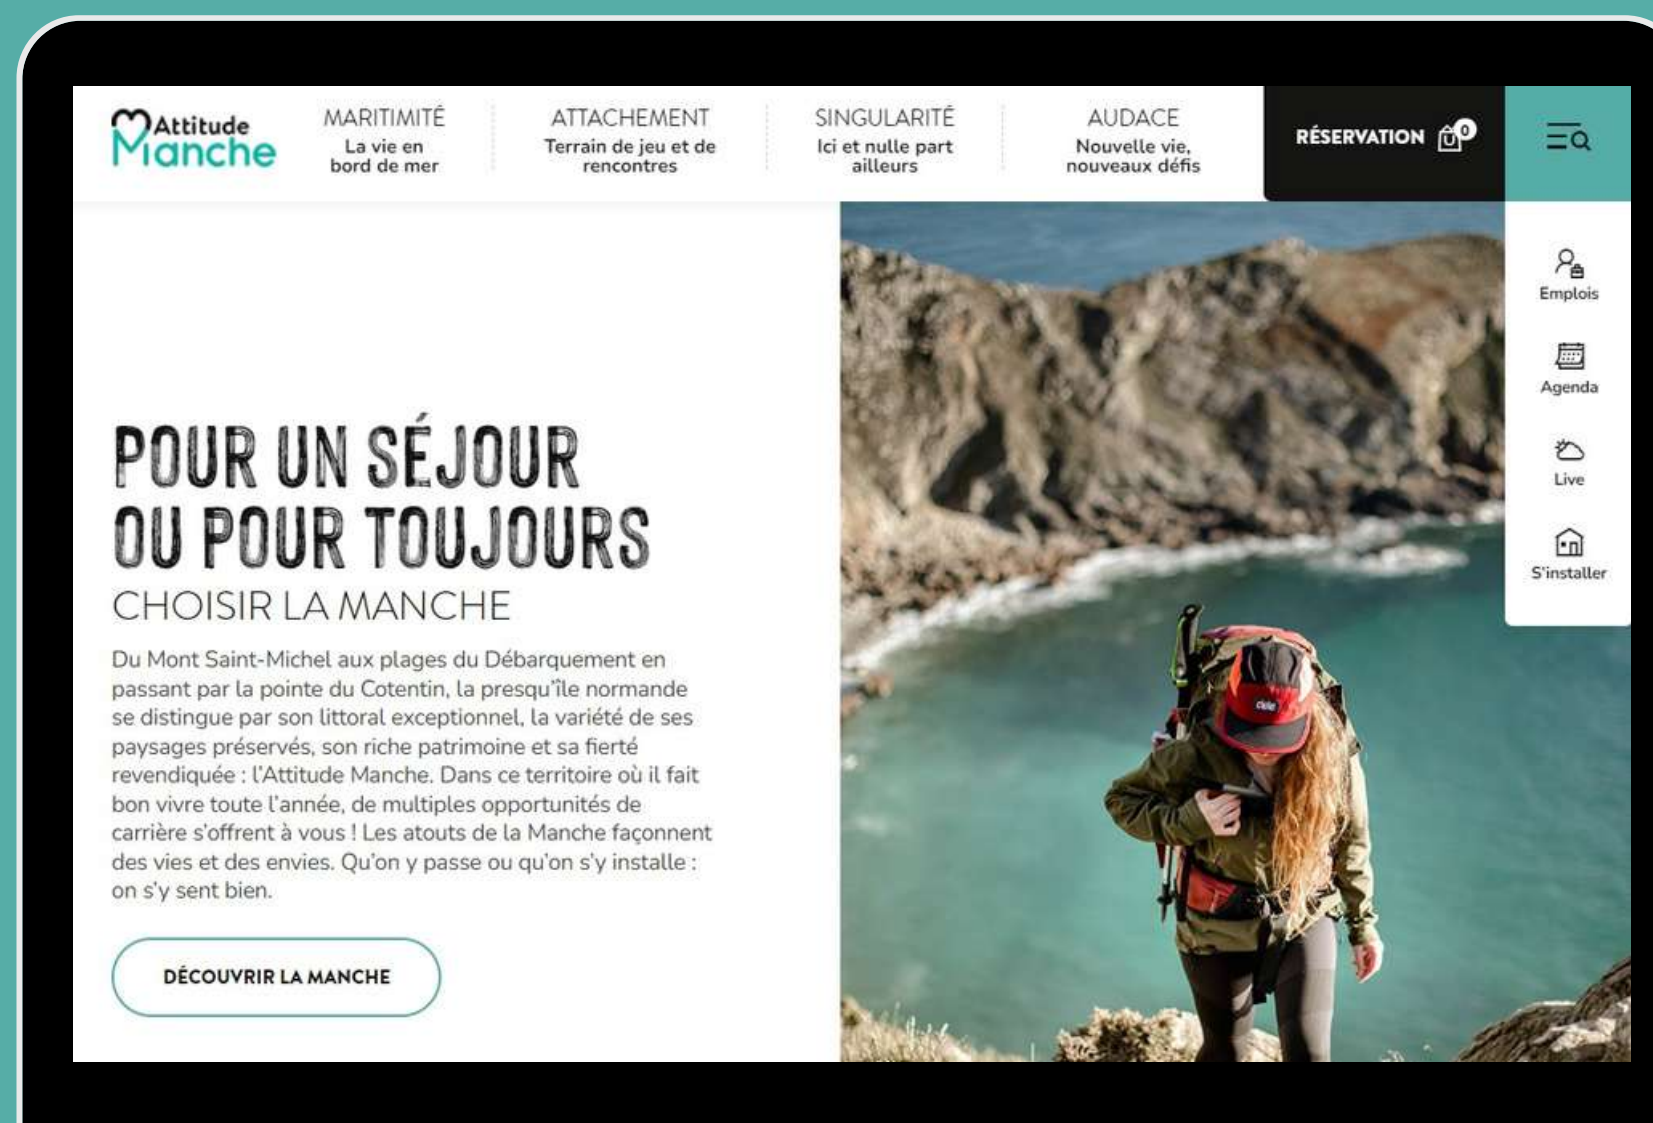 Attitude
Manche
MARITIMITÉ
La vie en
bord de mer
ATTACHEMENT
Terrain de jeu et de
rencontres
SINGULARITÉ
Ici et nulle part
ailleurs
AUDACE
Nouvelle vie,
nouveaux défis
RÉSERVATION 0
Emplois
Agenda
Live
S'installer
POUR UN SÉJOUR
OU POUR TOUJOURS
CHOISIR LA MANCHE
Du Mont Saint-Michel aux plages du Débarquement en
passant par la pointe du Cotentin, la presqu'île normande
se distingue par son littoral exceptionnel, la variété de ses
paysages préservés, son riche patrimoine et sa fierté
revendiquée : l'Attitude Manche. Dans ce territoire où il fait
bon vivre toute l'année, de multiples opportunités de
carrière s'offrent à vous ! Les atouts de la Manche façonnent
des vies et des envies. Qu'on y passe ou qu'on s'y installe :
on s'y sent bien.
DÉCOUVRIR LA MANCHE
ciele